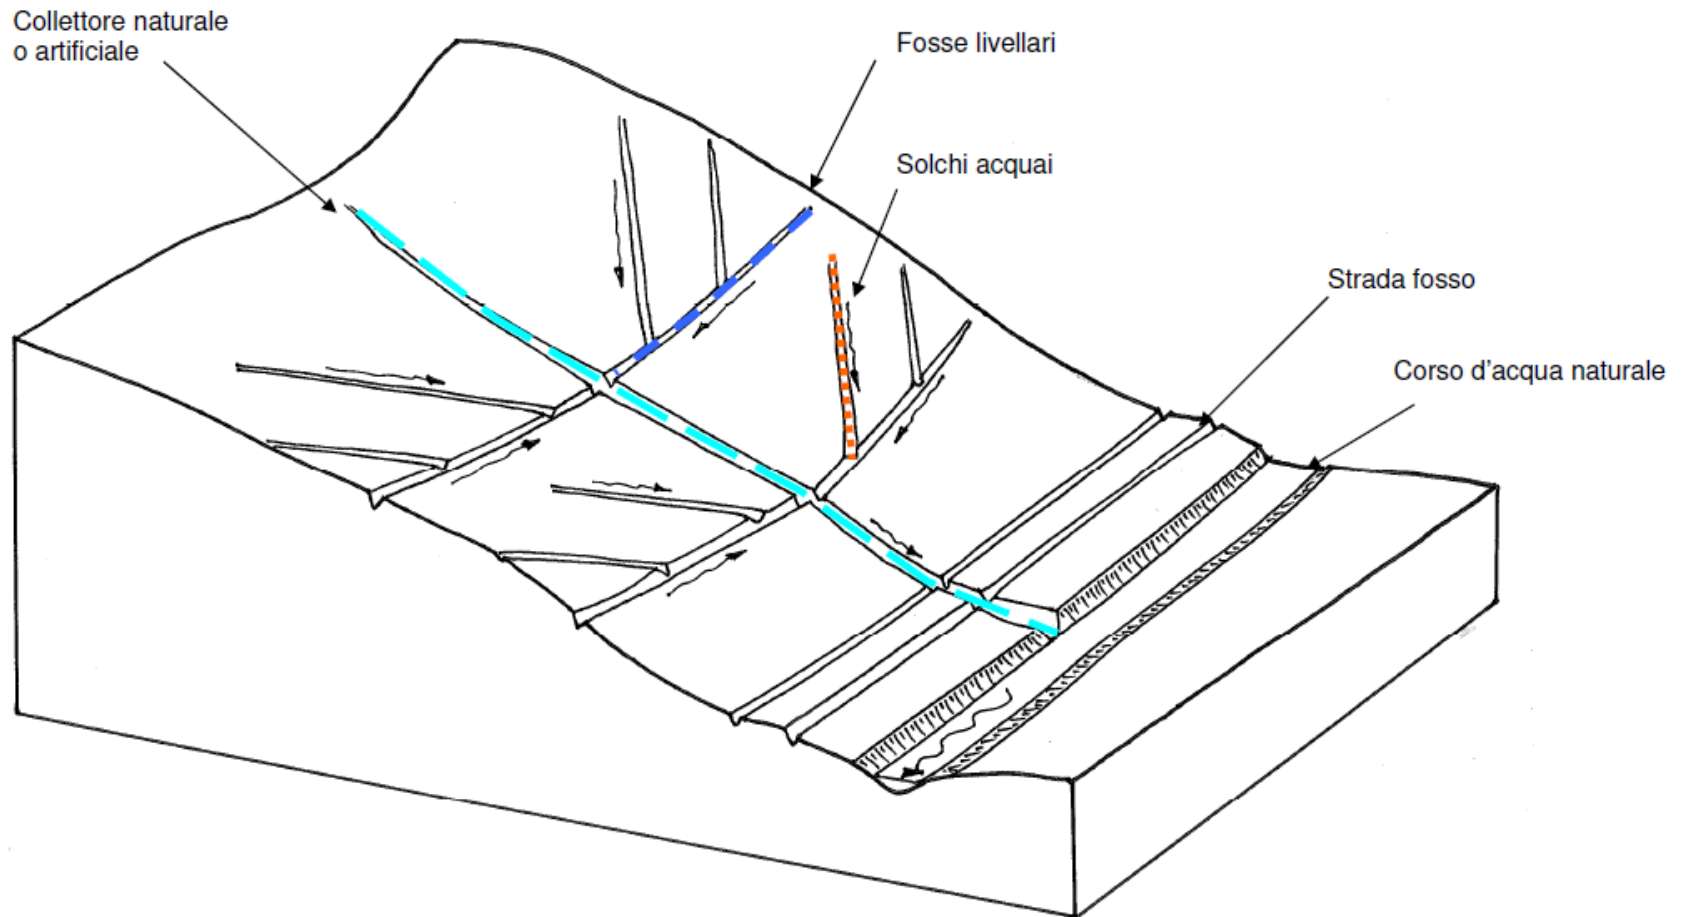 Collettore naturale
o artificiale
Fosse livellari
Solchi acquai
Strada fosso
Corso d'acqua naturale